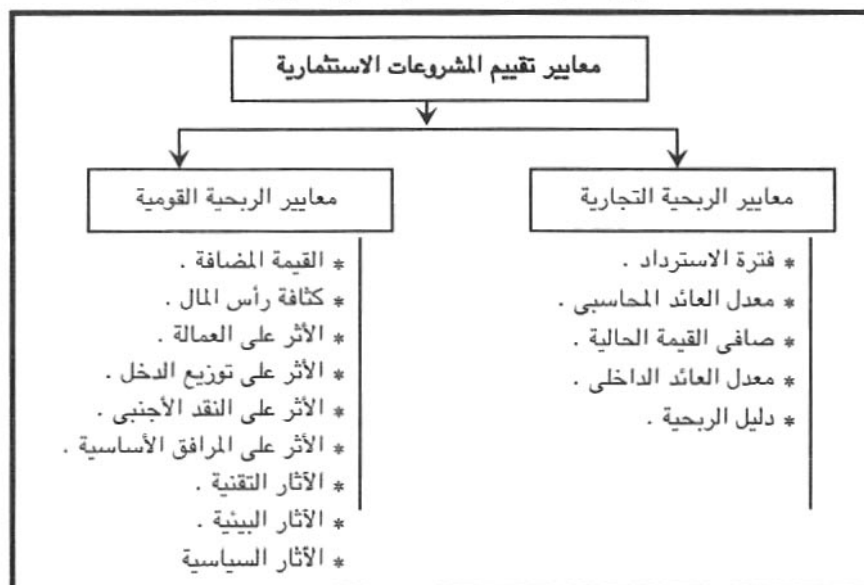 معايير تقييم المشروعات الاستثمارية
معايير الربحية التجارية
* فترة الاسترداد .
* معدل العائد المحاسبى .
* صافى القيمة الحالية .
* معدل العائد الداخلى .
* دليل الربحية .
معايير الربحية القومية
* القيمة المضافة .
* كثافة رأس المال .
* الأثر على العمالة .
* الأثر على توزيع الدخل .
* الأثر على النقد الأجنبى .
* الأثر على المرافق الأساسية .
* الآثار التقنية .
* الآثار البيئية .
* الآثار السياسية